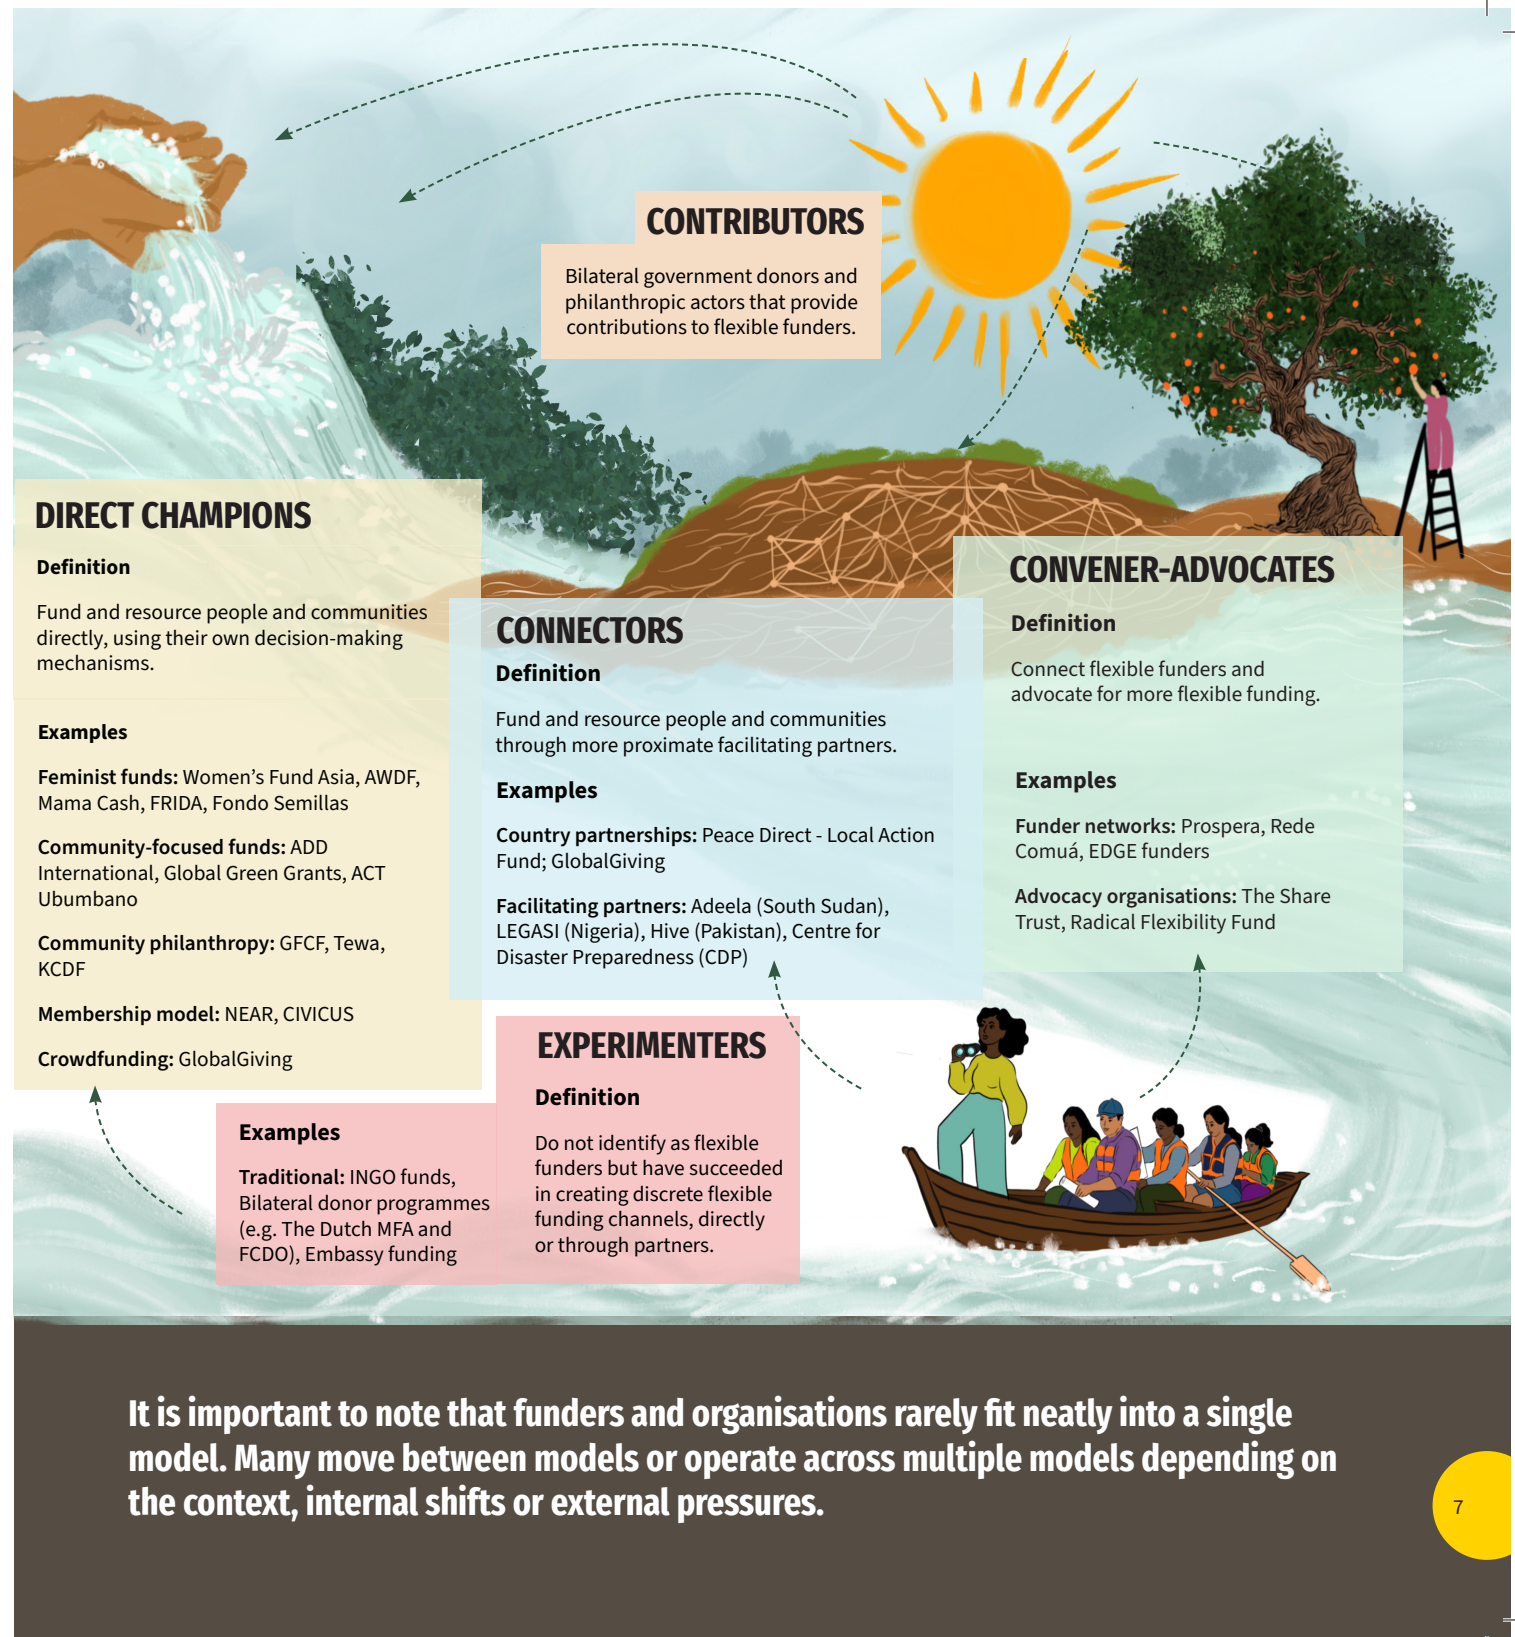 CONTRIBUTORS
Bilateral government donors and
philanthropic actors that provide
contributions to flexible funders.
DIRECT CHAMPIONS
Definition
Fund and resource people and communities
directly, using their own decision-making
mechanisms.
Examples
Feminist funds: Women's Fund Asia, AWDF,
Mama Cash, FRIDA, Fondo Semillas
Community-focused funds: ADD
International, Global Green Grants, ACT
Ubumbano
Community philanthropy: GFCF, Tewa,
KCDF
Membership model: NEAR, CIVICUS
Crowdfunding: GlobalGiving
CONNECTORS
Definition
Fund and resource people and communities
through more proximate facilitating partners.
Examples
Country partnerships: Peace Direct - Local Action
Fund; GlobalGiving
Facilitating partners: Adeela (South Sudan),
LEGASI (Nigeria), Hive (Pakistan), Centre for
Disaster Preparedness (CDP)
CONVENER-ADVOCATES
Definition
Connect flexible funders and
advocate for more flexible funding.
Examples
Funder networks: Prospera, Rede
Comuá, EDGE funders
Advocacy organisations: The Share
Trust, Radical Flexibility Fund
EXPERIMENTERS
Definition
Do not identify as flexible
funders but have succeeded
in creating discrete flexible
funding channels, directly
or through partners.
Examples
Traditional: INGO funds,
Bilateral donor programmes
(e.g. The Dutch MFA and
FCDO), Embassy funding
It is important to note that funders and organisations rarely fit neatly into a single
model. Many move between models or operate across multiple models depending on
the context, internal shifts or external pressures.
7